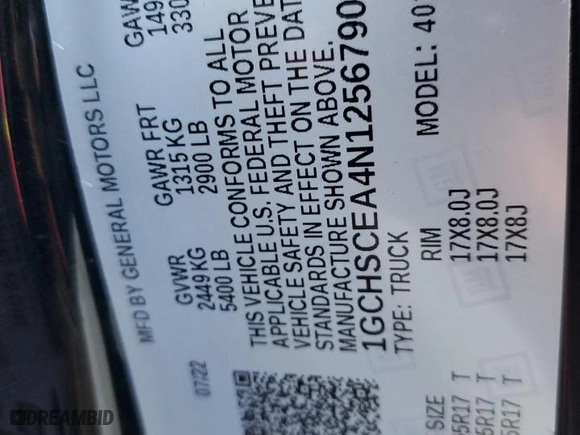 MFD BY GENERAL MOTORS LLC
07/22
GVWR GAWR FRT GAW
2449 KG 1315 KG 149
5400 LB 2900 LB 330
THIS VEHICLE CONFORMS TO ALL
APPLICABLE U.S. FEDERAL MOTOR
VEHICLE SAFETY AND THEFT PREVE
STANDARDS IN EFFECT ON THE DAT
MANUFACTURE SHOWN ABOVE.
1GCHSCEA4N1256790
TYPE: TRUCK MODEL: 40
SIZE RIM
5R17 T 17X8.0J
5R17 T 17X8.0J
5R17 T 17X8J
DREAMBID